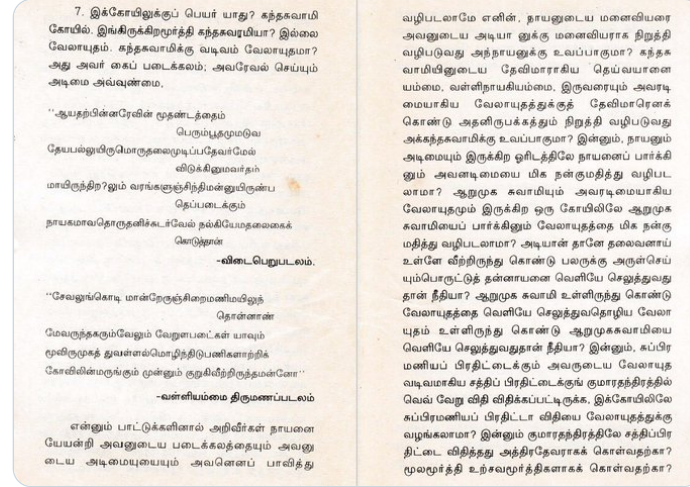 7. இக்கோயிலுக்குப் பெயர் யாது? கந்தசுவாமி
கோயில். இங்கிருக்கிறமூர்த்தி கந்தசுவரமியா? இல்லை
வேலாயுதம். கந்தசுவாமிக்கு வடிவம் வேலாயுதமா?
அது அவர் கைப் படைக்கலம்; அவரேவல் செய்யும்
அடிமை அவ்வுண்மை,
“ஆயதற்பின்னரேவின் மூதண்டத்தைம்
பெரும்பூதமுமடுவ
தேயபல்லுயிருமொருதலைமுடிப்பதேவர்மேல்
விடுக்கினுமவர்தம்
மாயிருந்திற?லும் வரங்களுஞ்சிந்திமன்னுயிருண்ப
தெப்படைக்கும்
நாயகமாவதொருதனிச்சுடர்வேல் நல்கியேமதலைகைக்
கொடுத்தான்
-விடைபெறுபடலம்.
“சேவலுங்கொடி மான்றேருஞ்சிறைமணிமயிலுந்
தொன்னாண்
மேவருந்தகரும்வேலும் வேறுளபடைட்கள் யாவும்
மூவிருமுகத் துவள்ளல்மொழிந்திடுபணிகளாற்றிக்
கோவிலின்மருங்கும் முன்னும் குறுகிவீற்றிருந்தமன்னோ”
-வள்ளியம்மை திருமணப்படலம்
என்னும் பாட்டுக்களினால் அறிவீர்கள் நாயனை
யேயன்றி அவனுடைய படைக்கலத்தையும் அவனு
டைய அடிமையுயையும் அவனெனப் பாவித்து
வழிபடலாமே எனின், நாயனுடைய மனைவியரை
அவனுடைய அடியா னுக்கு மனைவியராக நிறுத்தி
வழிபடுவது அந்நாயனுக்கு உவப்பாகுமா? கந்தசு
வாமியினுடைய தேவிமாராகிய தெய்வயானை
யம்மை, வள்ளிநாயகியம்மை, இருவரையும் அவரடி
மையாகிய வேலாயுதத்துக்குத் தேவிமாரெனக்
கொண்டு அதனிருபக்கத்தும் நிறுத்தி வழிபடுவது
அக்கந்தசுவாமிக்கு உவப்பாகுமா? இன்னும், நாயனும்
அடிமையும் இருக்கிற ஓரிடத்திலே நாயனைப் பார்க்கி
னும் அவனடிமையை மிக நன்குமதித்து வழிபட
லாமா? ஆறுமுக சுவாமியும் அவரடிமையாகிய
வேலாயுதமும் இருக்கிற ஒரு கோயிலிலே ஆறுமுக
சுவாமியைப் பார்க்கினும் வேலாயுதத்தை மிக நன்கு
மதித்து வழிபடலாமா? அடியான் தானே தலைவனாய்
உள்ளே வீற்றிருந்து கொண்டு பலருக்கு அருள்செய்
யும்பொருட்டுத் தன்னாயனை வெளியே செலுத்துவது
தான் நீதியா? ஆறுமுக சுவாமி உள்ளிருந்து கொண்டு
வேலாயுதத்தை வெளியே செலுத்துவதொழிய வேலா
யுதம் உள்ளிருந்து கொண்டு ஆறுமுகசுவாமியை
வெளியே செலுத்துவதுதான் நீதியா? இன்னும், சுப்பிர
மணியப் பிரதிட்டைக்கும் அவருடைய வேலாயுத
வடிவமாகிய சத்திப் பிரதிட்டைக்குங் குமாரதந்திரத்தில்
வெவ் வேறு விதி விதிக்கப்பட்டிருக்க, இக்கோயிலிலே
சுப்பிரமணியப் பிரதிட்டா விதியை வேலாயுதத்துக்கு
வழங்கலாமா? இன்னும் குமாரதந்திரத்திலே சத்திப்பிர
திட்டை விதித்தது அத்திரதேவராகக் கொள்வதற்கா?
மூலமூர்த்தி உற்சவமூர்த்திகளாகக் கொள்வதற்கா?